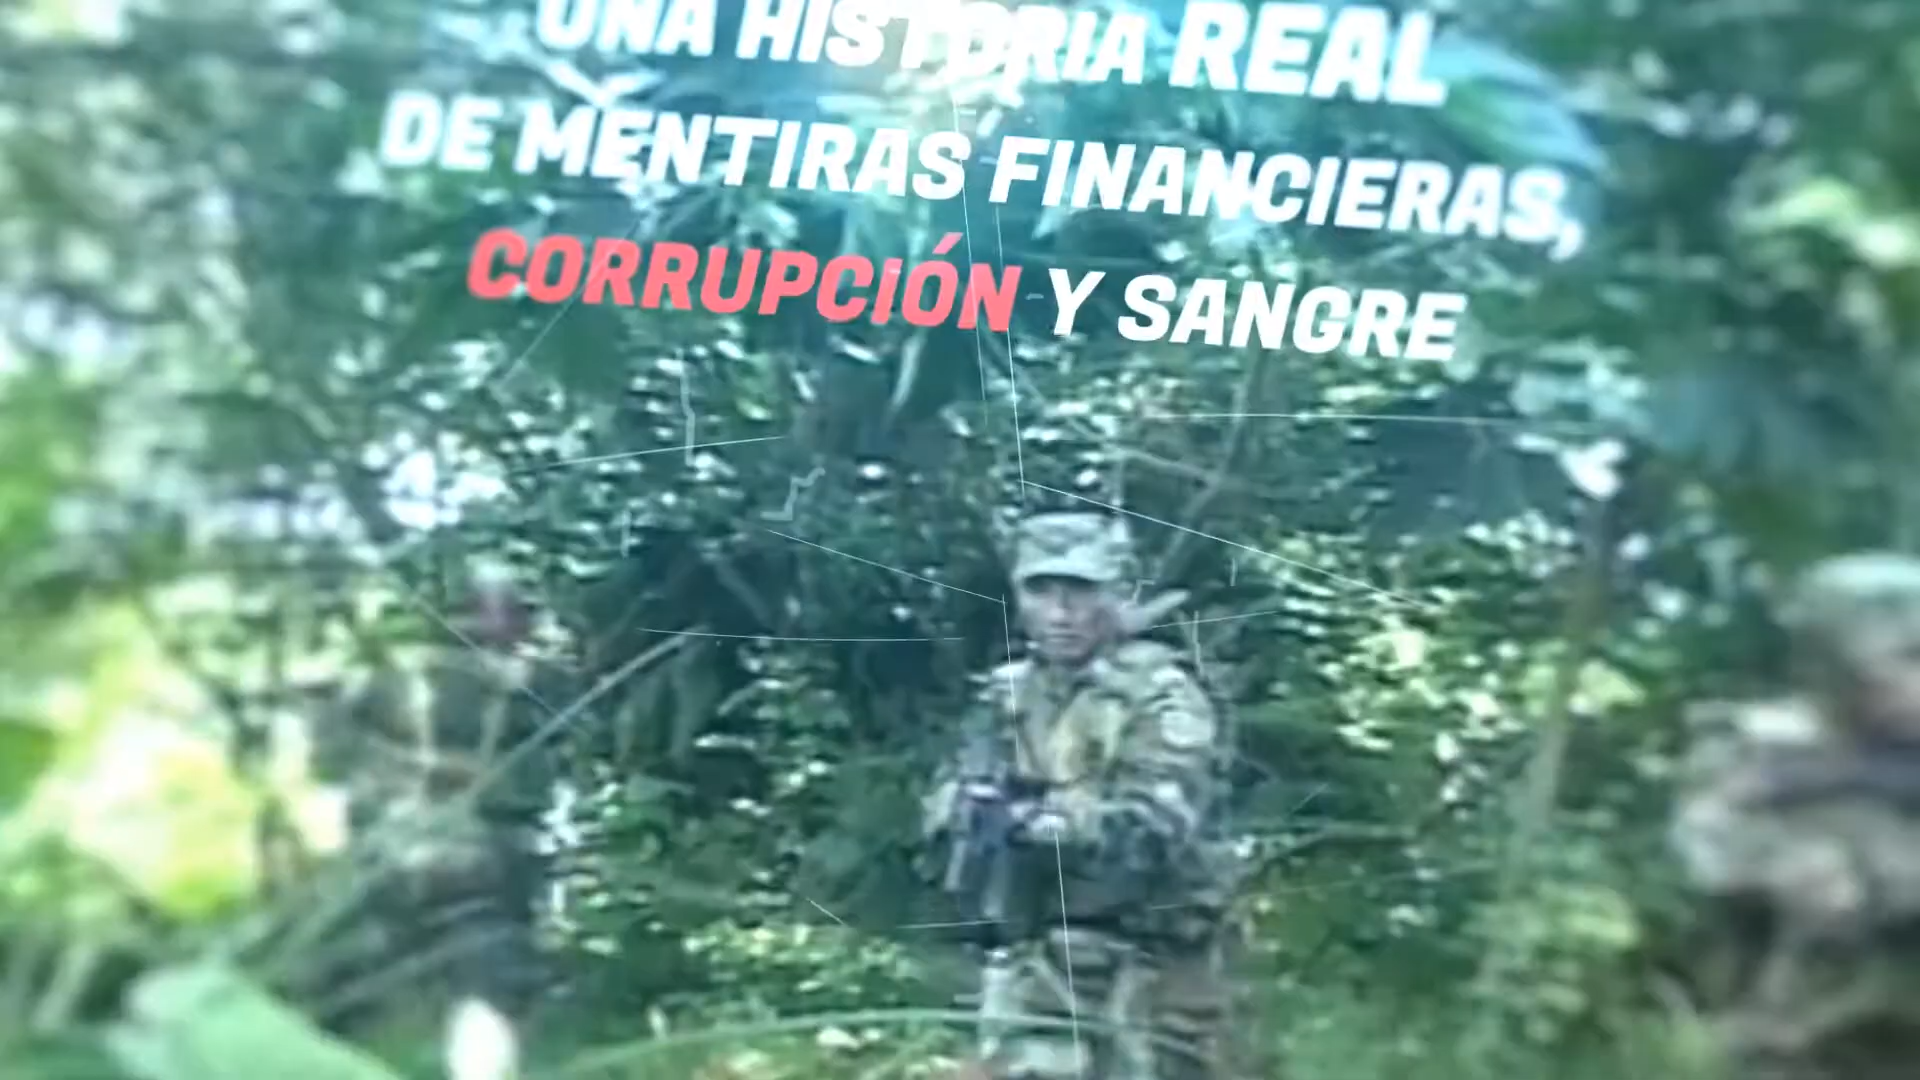 UNA HISTORIA REAL
DE MENTIRAS FINANCIERAS,
CORRUPCIÓN Y SANGRE